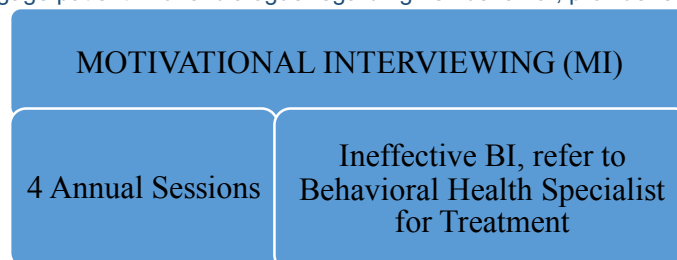 MOTIVATIONAL INTERVIEWING (MI)
4 Annual Sessions
Ineffective BI, refer to
Behavioral Health Specialist
for Treatment